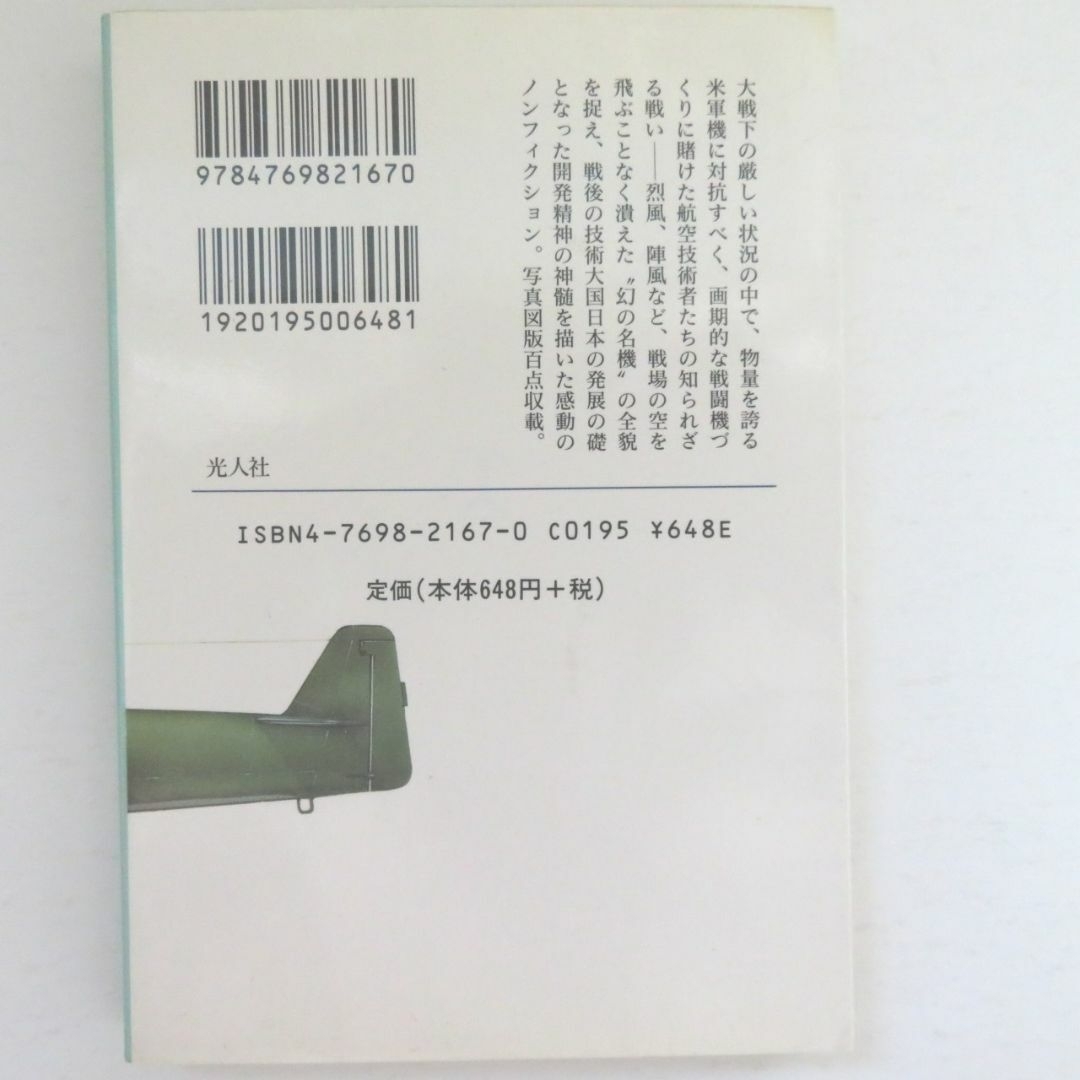 9784769821670
1920195006481
大戦下の厳しい状況の中で、物量を誇る
米軍機に対抗すべく、画期的な戦闘機づ
くりに賭けた航空技術者たちの知られざ
る戦い――烈風、陣風など、戦場の空を
飛ぶことなく潰えた〝幻の名機〟の全貌
を捉え、戦後の技術大国日本の発展の礎
となった開発精神の神髄を描いた感動の
ノンフィクション。写真図版百点収載。
光人社
ISBN4-7698-2167-0 C0195 ¥648E
定価(本体648円+税)